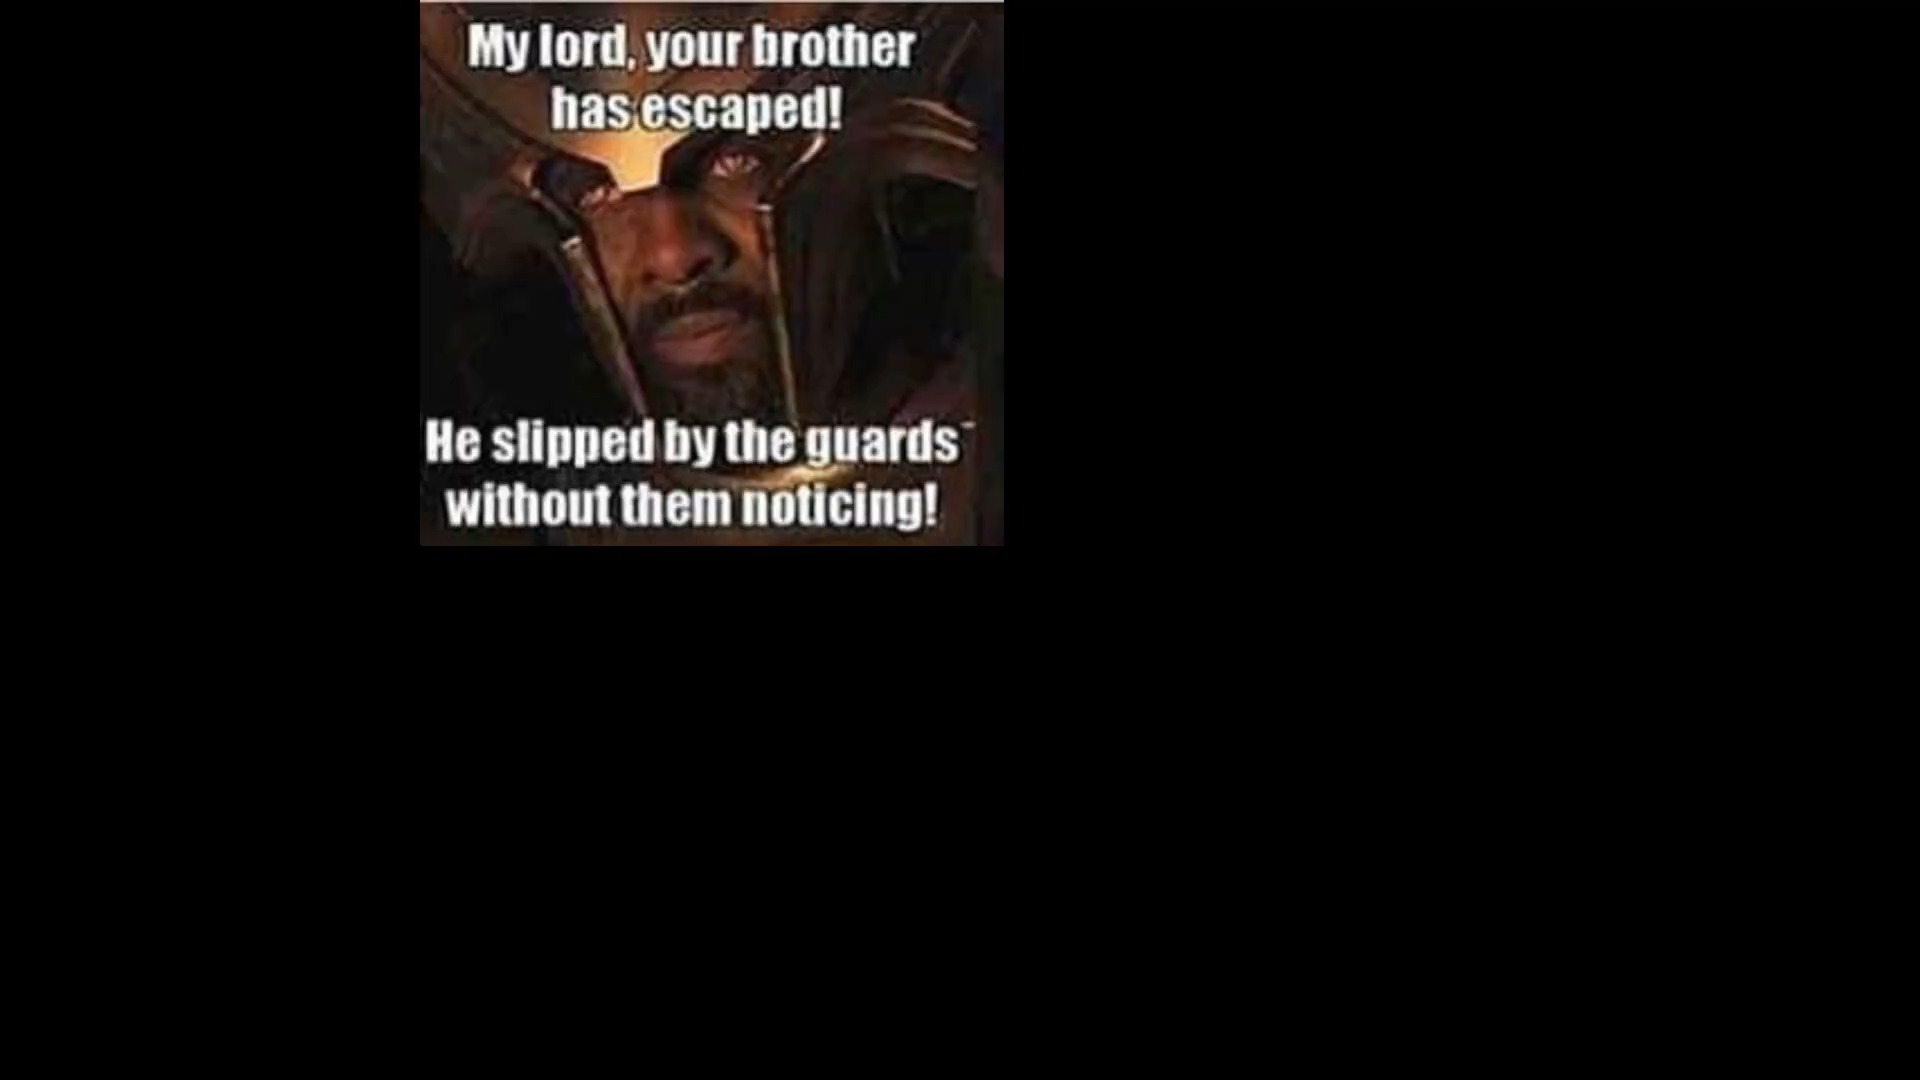 My lord, your brother
has escaped!
He slipped by the guards
without them noticing!